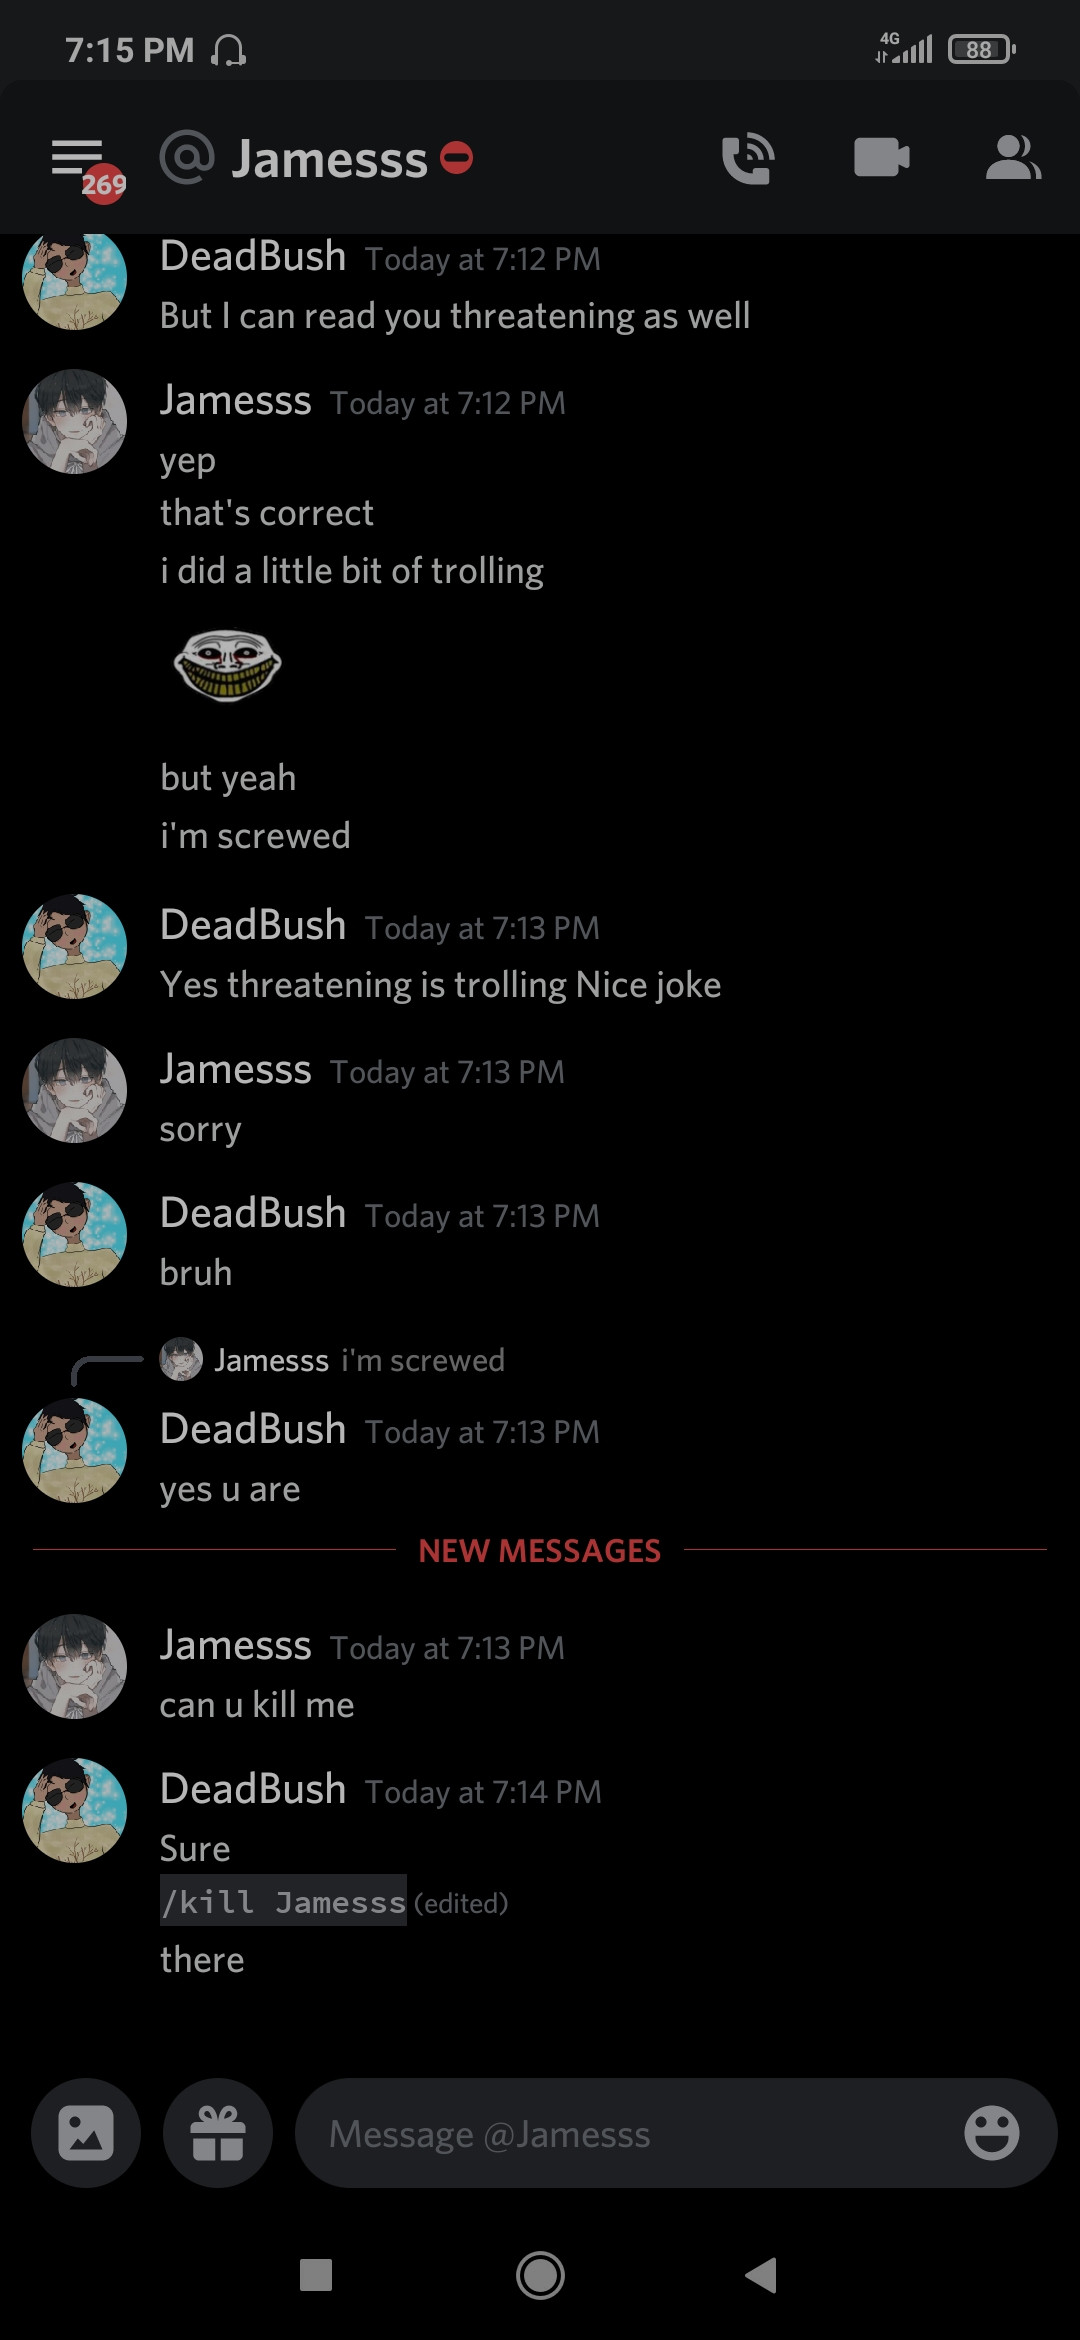 7:15 PM
4G
88
269
Jamesss
DeadBush Today at 7:12 PM
But I can read you threatening as well
Jamesss Today at 7:12 PM
yep
that's correct
i did a little bit of trolling
but yeah
i'm screwed
DeadBush Today at 7:13 PM
Yes threatening is trolling Nice joke
Jamesss Today at 7:13 PM
sorry
DeadBush Today at 7:13 PM
bruh
Jamesss i'm screwed
DeadBush Today at 7:13 PM
yes u are
NEW MESSAGES
Jamesss Today at 7:13 PM
can u kill me
DeadBush Today at 7:14 PM
Sure
/kill Jamesss (edited)
there
Message @Jamesss